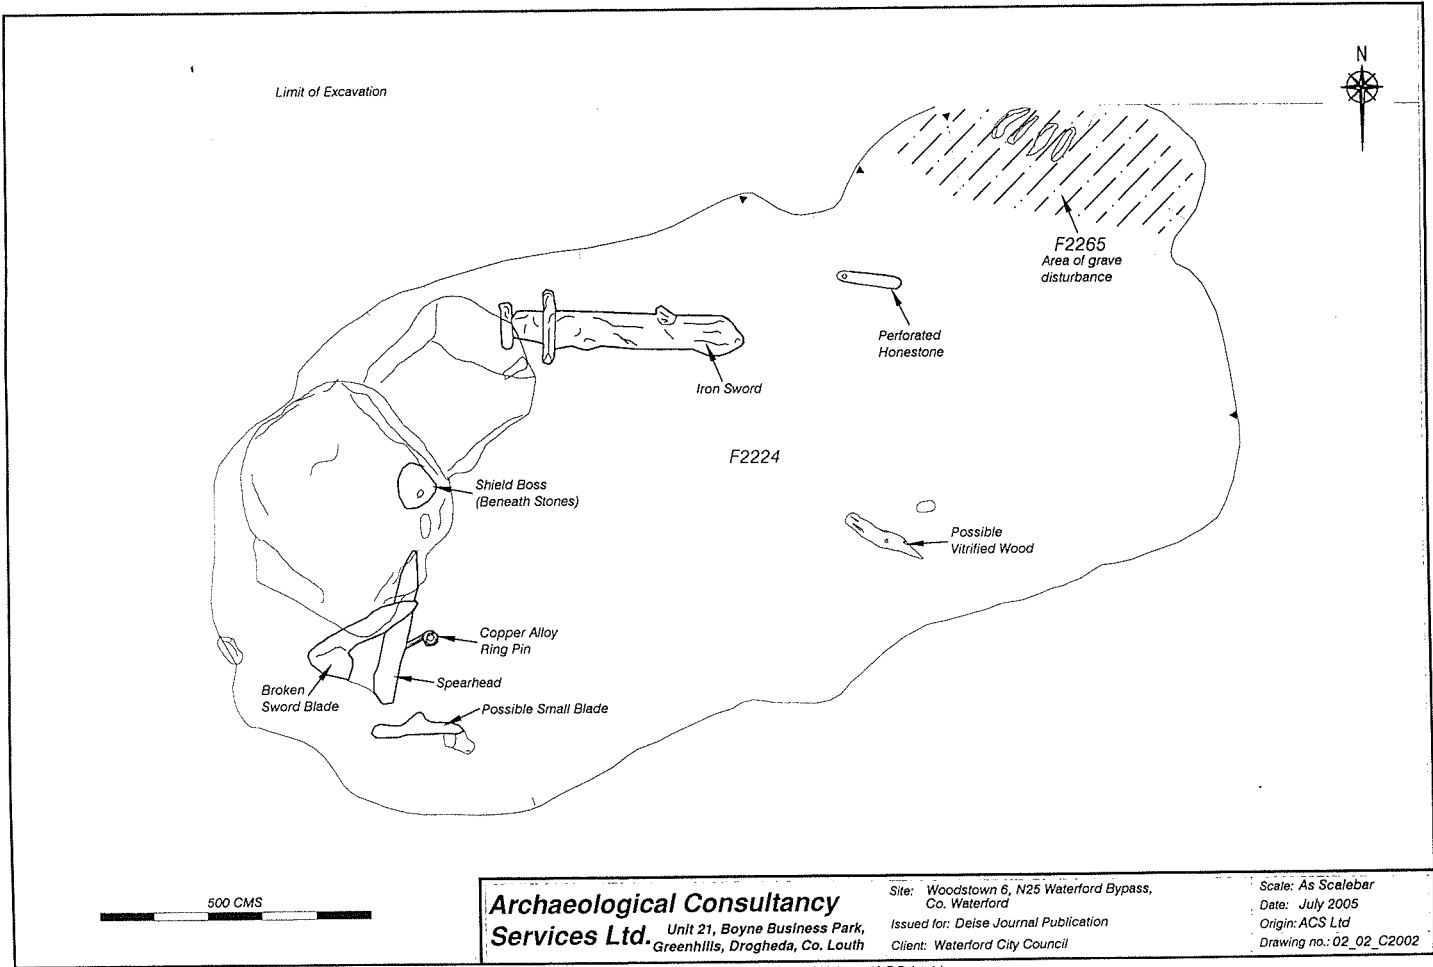 N
Limit of Excavation
F2265
Area of grave
disturbance
Perforated
Honestone
Iron Sword
F2224
Shield Boss
(Beneath Stones)
Possible
Vitrified Wood
Copper Alloy
Ring Pin
Spearhead
Broken
Sword Blade
Possible Small Blade
500 CMS
Archaeological Consultancy
Services Ltd. Unit 21, Boyne Business Park,
Greenhills, Drogheda, Co. Louth
Site: Woodstown 6, N25 Waterford Bypass,
Co. Waterford
Issued for: Deise Journal Publication
Client: Waterford City Council
Scale: As Scalebar
Date: July 2005
Origin: ACS Ltd
Drawing no.: 02_02_C2002